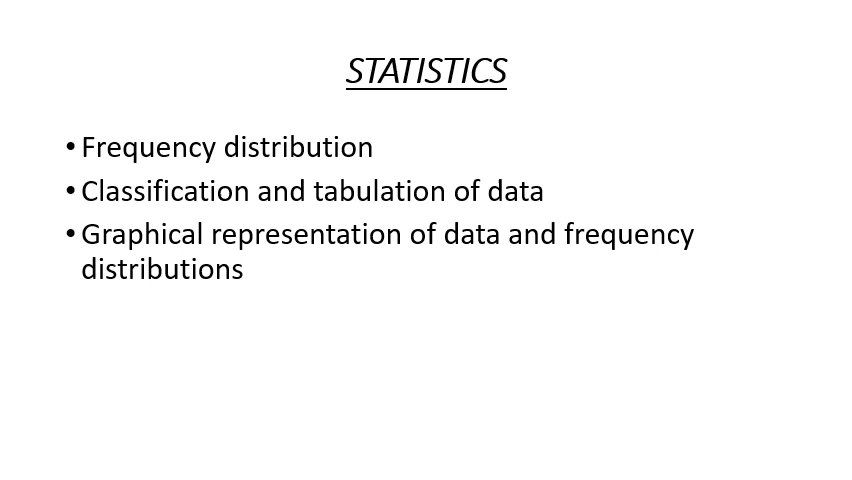 STATISTICS
• Frequency distribution
• Classification and tabulation of data
• Graphical representation of data and frequency
distributions